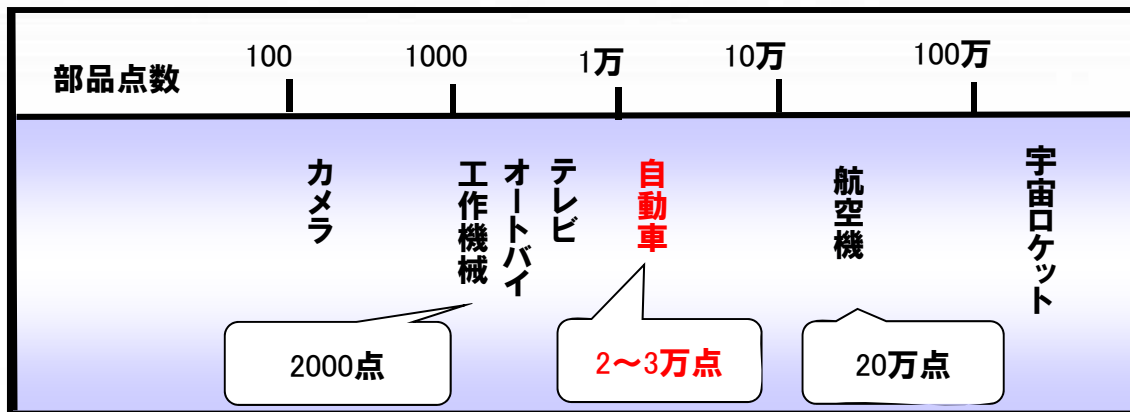 部品点数
100
1000
1万
10万
100万
カメラ
工作機械
オートバイ
テレビ
自動車
航空機
宇宙ロケット
2000点
2～3万点
20万点